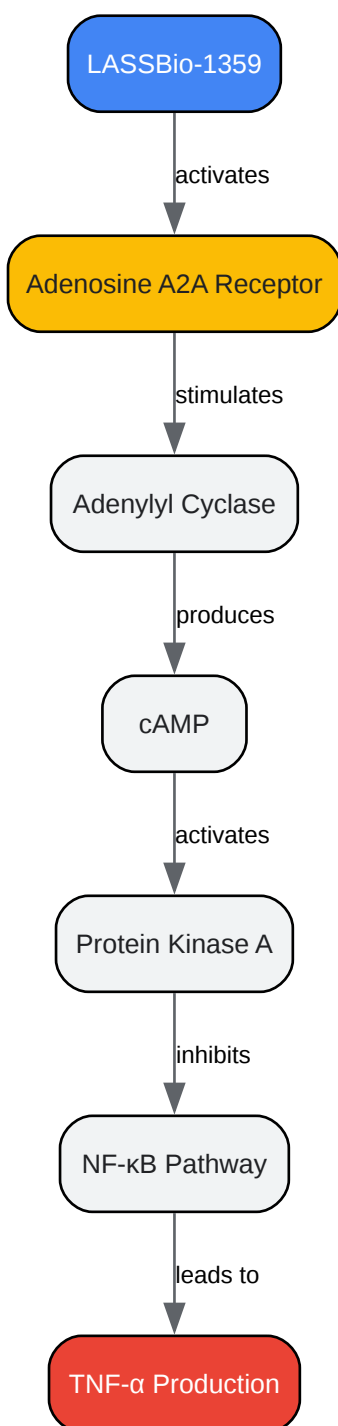 LASSBio-1359
activates
Adenosine A2A Receptor
stimulates
Adenylyl Cyclase
produces
cAMP
activates
Protein Kinase A
inhibits
NF-κB Pathway
leads to
TNF-α Production